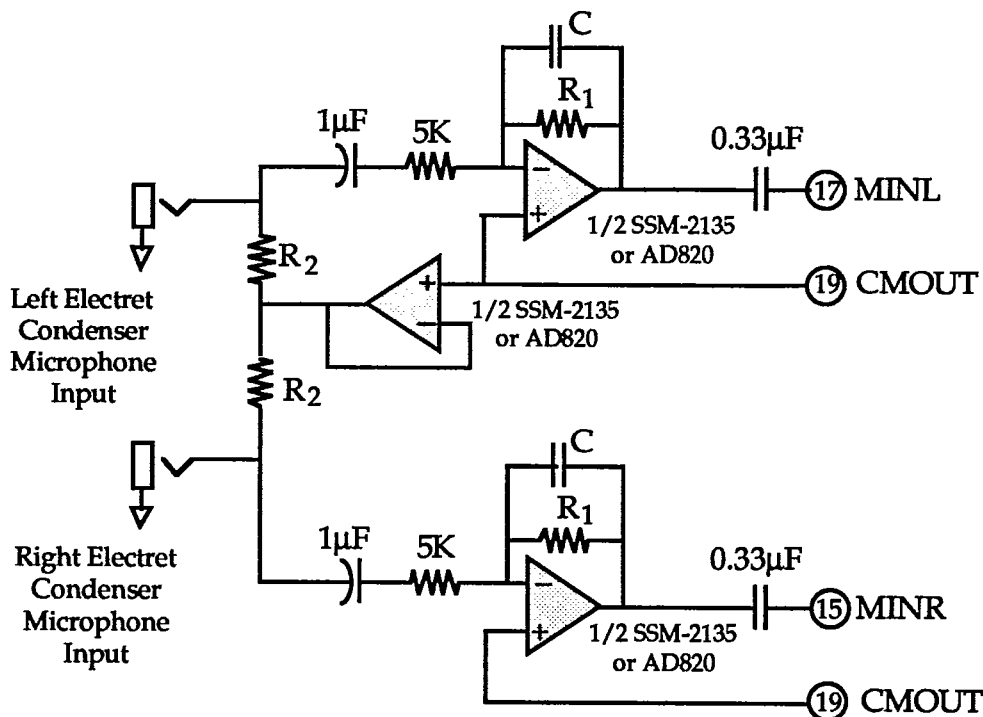 C
R1
1µF
5K
0.33µF
17 MINL
1/2 SSM-2135
or AD820
R2
19 CMOUT
1/2 SSM-2135
or AD820
Left Electret
Condenser
Microphone
Input
R2
C
R1
1µF
5K
0.33µF
Right Electret
Condenser
Microphone
Input
15 MINR
1/2 SSM-2135
or AD820
19 CMOUT